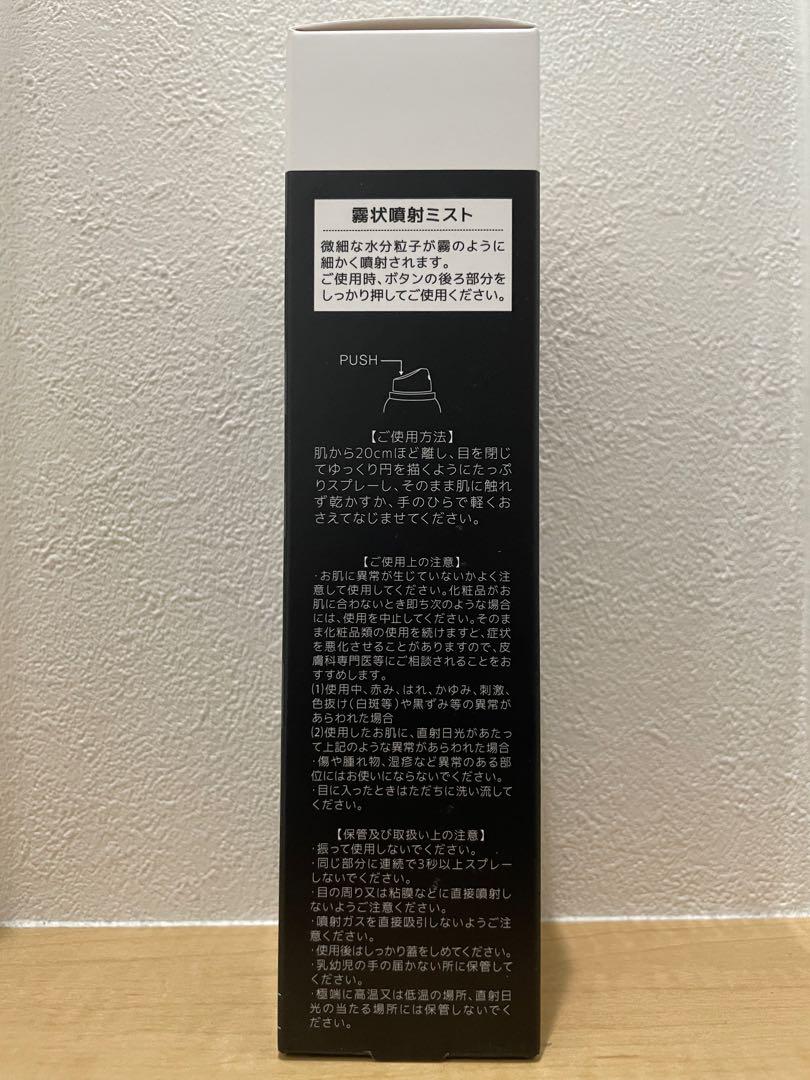 霧状噴射ミスト
微細な水分粒子が霧のように
細かく噴射されます。
ご使用時、ボタンの後ろ部分を
しっかり押してご使用ください。
PUSH
【ご使用方法】
肌から20cmほど離し、目を閉じ
てゆっくり円を描くようにたっぷ
りスプレーし、そのまま肌に触れ
ず乾かすか、手のひらで軽くお
さえてなじませてください。
【ご使用上の注意】
・お肌に異常が生じていないかよく注
意して使用してください。化粧品がお
肌に合わないとき即ち次のような場合
には、使用を中止してください。そのま
ま化粧品類の使用を続けますと、症状
を悪化させることがありますので、皮
膚科専門医等にご相談されることをお
すすめします。
(1)使用中、赤み、はれ、かゆみ、刺激、
色抜け(白斑等)や黒ずみ等の異常が
あらわれた場合
(2)使用したお肌に、直射日光があたっ
て上記のような異常があらわれた場合
・傷や腫れ物、湿疹など異常のある部
位にはお使いにならないでください。
・目に入ったときはただちに洗い流して
ください。
【保管及び取扱い上の注意】
・振って使用しないでください。
・同じ部分に連続で3秒以上スプレー
しないでください。
・目の周り又は粘膜などに直接噴射し
ないようご注意ください。
・噴射ガスを直接吸引しないようご注
意ください。
・使用後はしっかり蓋をしめてください。
・乳幼児の手の届かない所に保管して
ください。
・極端に高温又は低温の場所、直射日
光の当たる場所には保管しないでく
ださい。